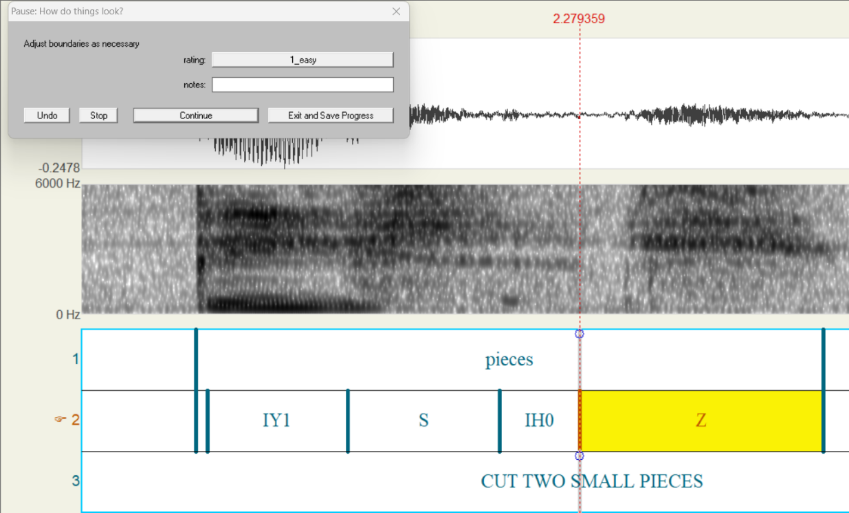 Pause: How do things look?
Adjust boundaries as necessary
rating: 1_easy
notes:
Undo Stop Continue Exit and Save Progress
2.279359
-0.2478
6000 Hz
0 Hz
1 pieces
2 IY1 S IH0 Z
3 CUT TWO SMALL PIECES